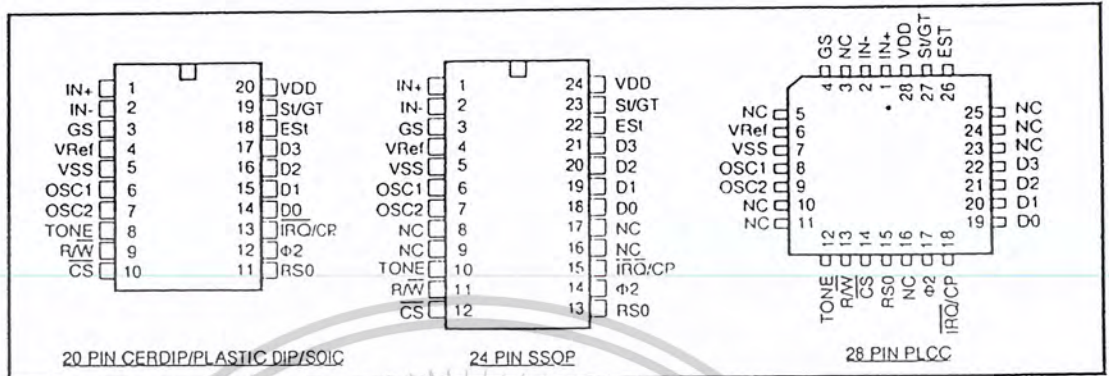 IN+ 1 20 VDD
IN- 2 19 St/GT
GS 3 18 ESt
VRef 4 17 D3
VSS 5 16 D2
OSC1 6 15 D1
OSC2 7 14 D0
TONE 8 13 IRQ/CP
R/W 9 12 Φ2
CS 10 11 RS0
20 PIN CERDIP/PLASTIC DIP/SOIC
IN+ 1 24 VDD
IN- 2 23 St/GT
GS 3 22 ESt
VRef 4 21 D3
VSS 5 20 D2
OSC1 6 19 D1
OSC2 7 18 D0
NC 8 17 NC
NC 9 16 NC
TONE 10 15 IRQ/CP
R/W 11 14 Φ2
CS 12 13 RS0
24 PIN SSOP
GS NC IN- IN+ VDD St/GT EST
4 3 2 1 28 27 26
NC 5 25 NC
VRef 6 24 NC
VSS 7 23 NC
OSC1 8 22 D3
OSC2 9 21 D2
NC 10 20 D1
NC 11 19 D0
12 13 14 15 16 17 18
TONE R/W CS RS0 NC Φ2 IRQ/CP
28 PIN PLCC